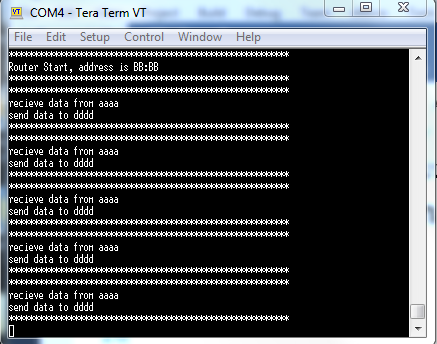 COM4 - Tera Term VT
File Edit Setup Control Window Help
************************************************
Router Start, address is BB:BB
************************************************
************************************************
recieve data from aaaa
send data to dddd
************************************************
************************************************
recieve data from aaaa
send data to dddd
************************************************
************************************************
recieve data from aaaa
send data to dddd
************************************************
************************************************
recieve data from aaaa
send data to dddd
************************************************
************************************************
recieve data from aaaa
send data to dddd
************************************************